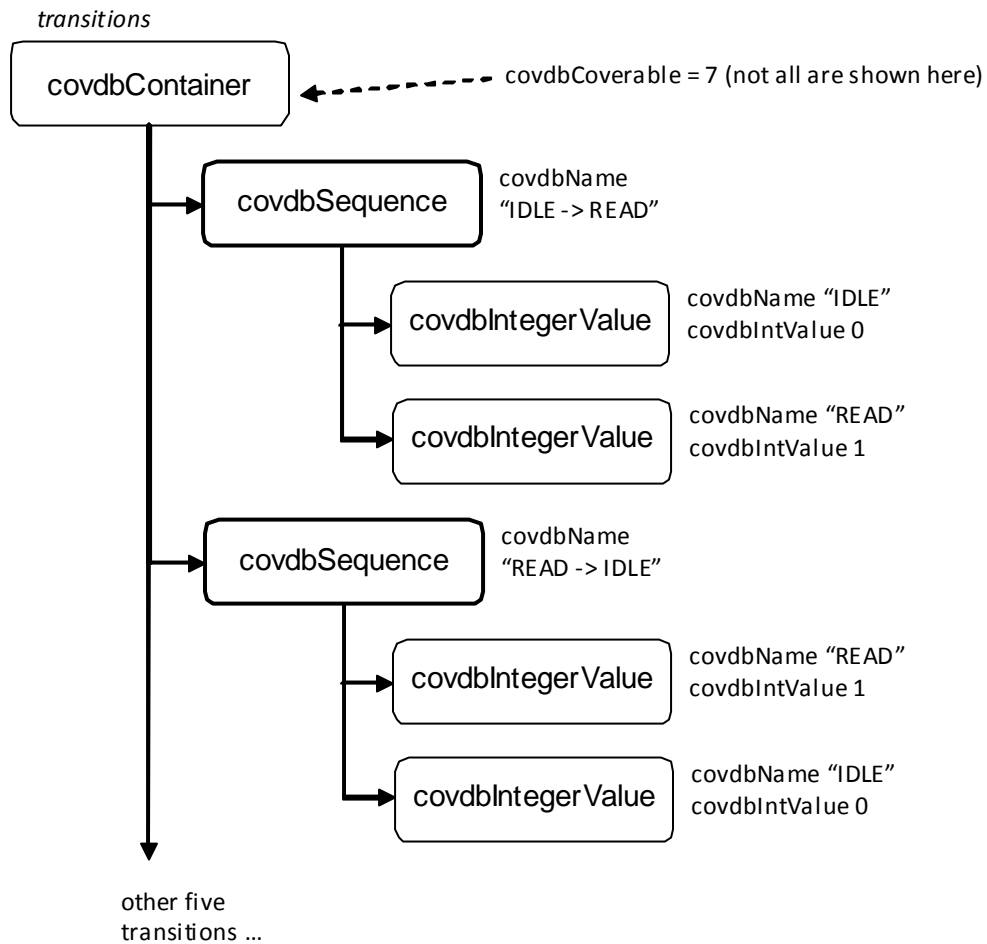 transitions
covdbContainer
covdbCoverable = 7 (not all are shown here)
covdbSequence
covdbName
“IDLE -> READ”
covdbIntegerValue
covdbName “IDLE”
covdbIntValue 0
covdbIntegerValue
covdbName “READ”
covdbIntValue 1
covdbSequence
covdbName
“READ -> IDLE”
covdbIntegerValue
covdbName “READ”
covdbIntValue 1
covdbIntegerValue
covdbName “IDLE”
covdbIntValue 0
other five
transitions ...